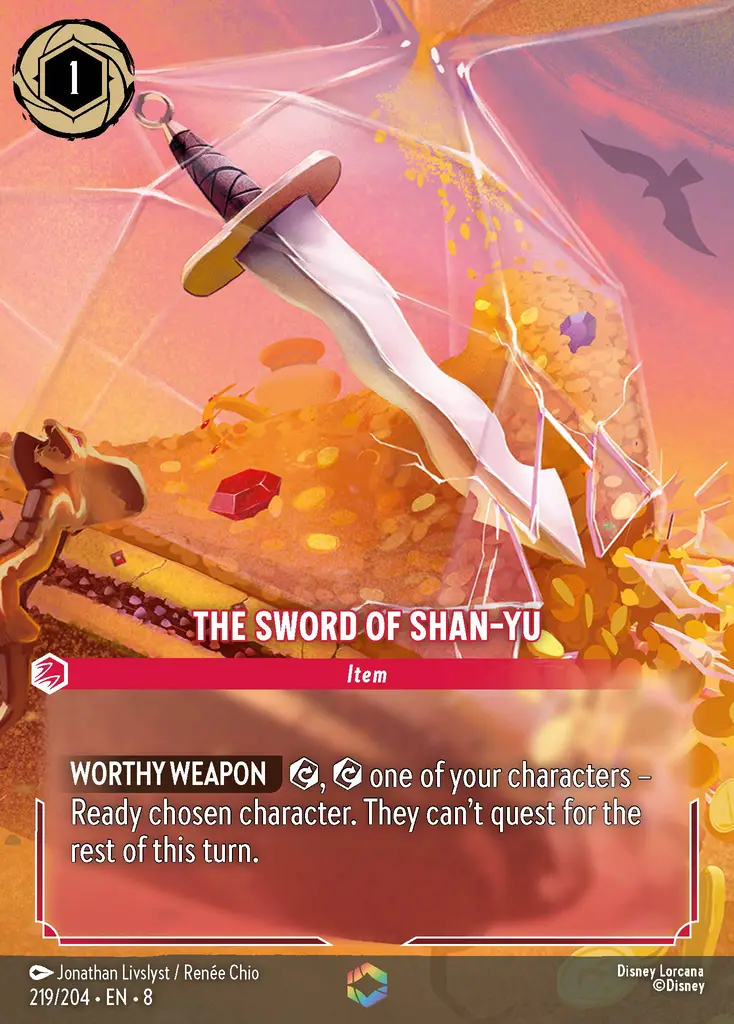 1
THE SWORD OF SHAN-YU
Item
WORTHY WEAPON , one of your characters –
Ready chosen character. They can't quest for the
rest of this turn.
Jonathan Livslyst / Renée Chio
219/204 • EN • 8
Disney Lorcana
©Disney